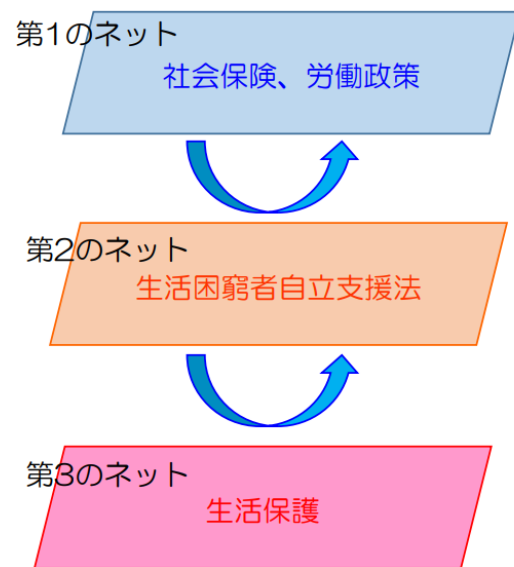 第1のネット
社会保険、労働政策
第2のネット
生活困窮者自立支援法
第3のネット
生活保護